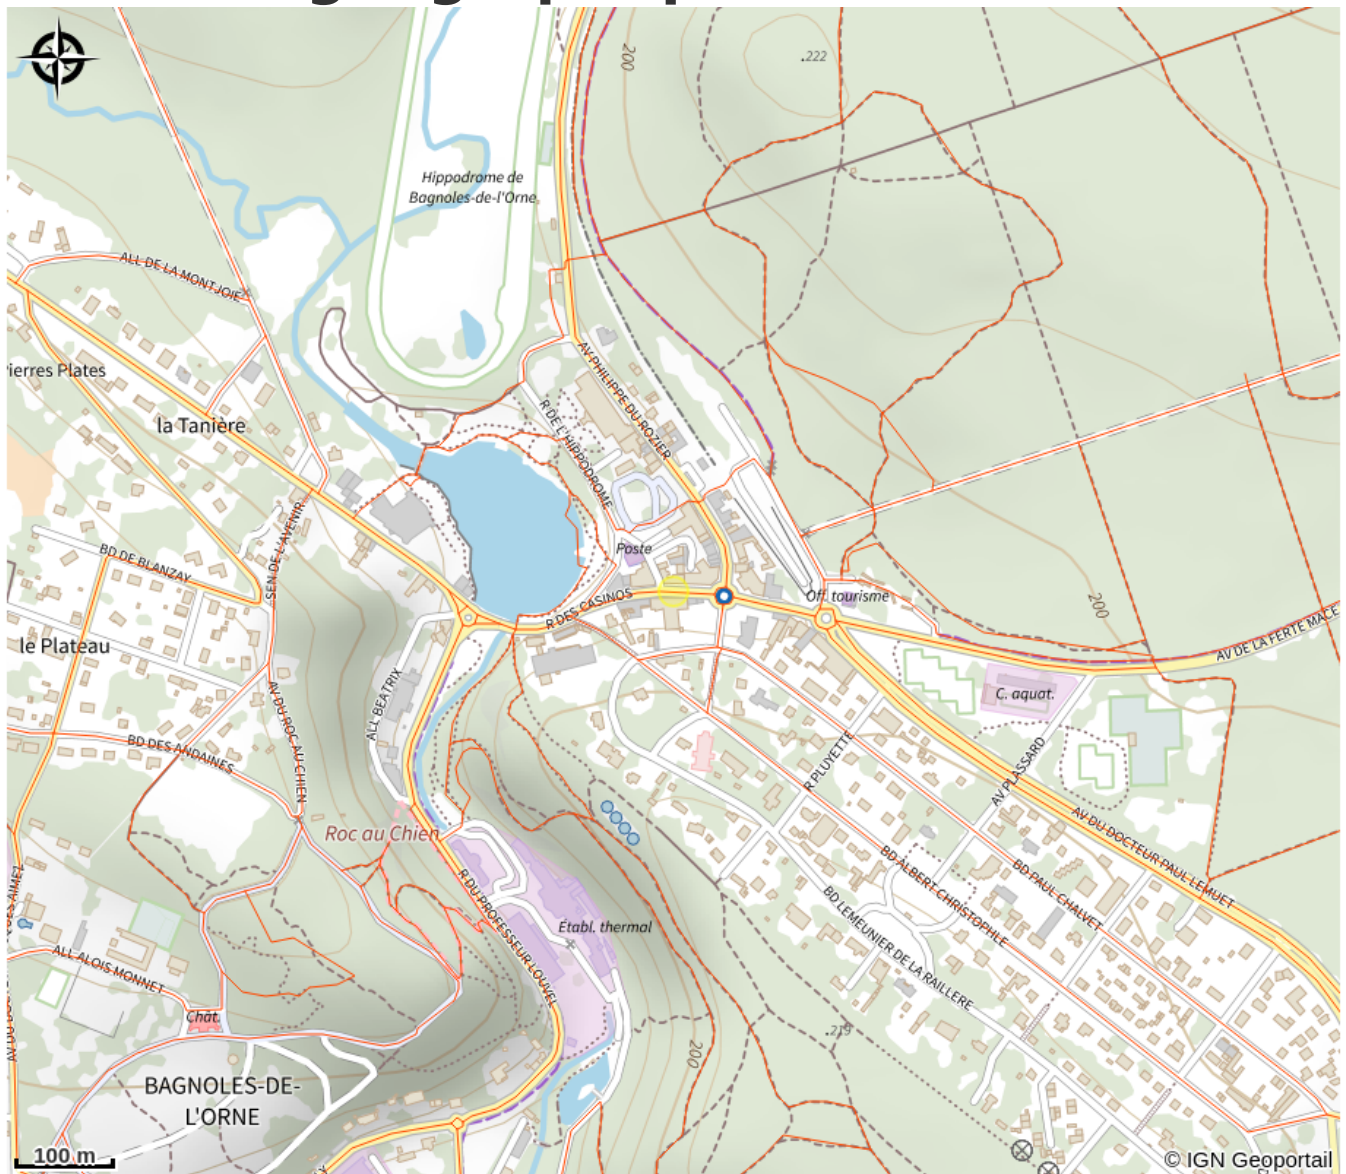 200
.222
Hippodrome de
Bagnoles-de-l'Orne
ALL DE LA MONTJOIE
AV PHILIPPE DU ROZIER
ierres Plates
la Tanière
R DE L'HIPPODROME
SEN DE L'AVENIR
Poste
BD DE BLANZAY
R DES CASINOS
Off. tourisme
200
AV DE LA FERTE MACE
le Plateau
ALL BEATRIX
C. aquat.
AV DU ROC AU CHIEN
BD DES ANDAINES
R PLUYETTE
AV PLASSARD
Roc au Chien
AV DU DOCTEUR PAUL LEMUET
BD ALBERT CHRISTOPHLE
BD PAUL CHALVET
R DU PROFESSEUR LOUVEL
BD LEMEUNIER DE LA RAILLERE
Établ. thermal
ALL ALOIS MONNET
Chât.
.219
200
BAGNOLES-DE-
L'ORNE
100 m
© IGN Geoportail